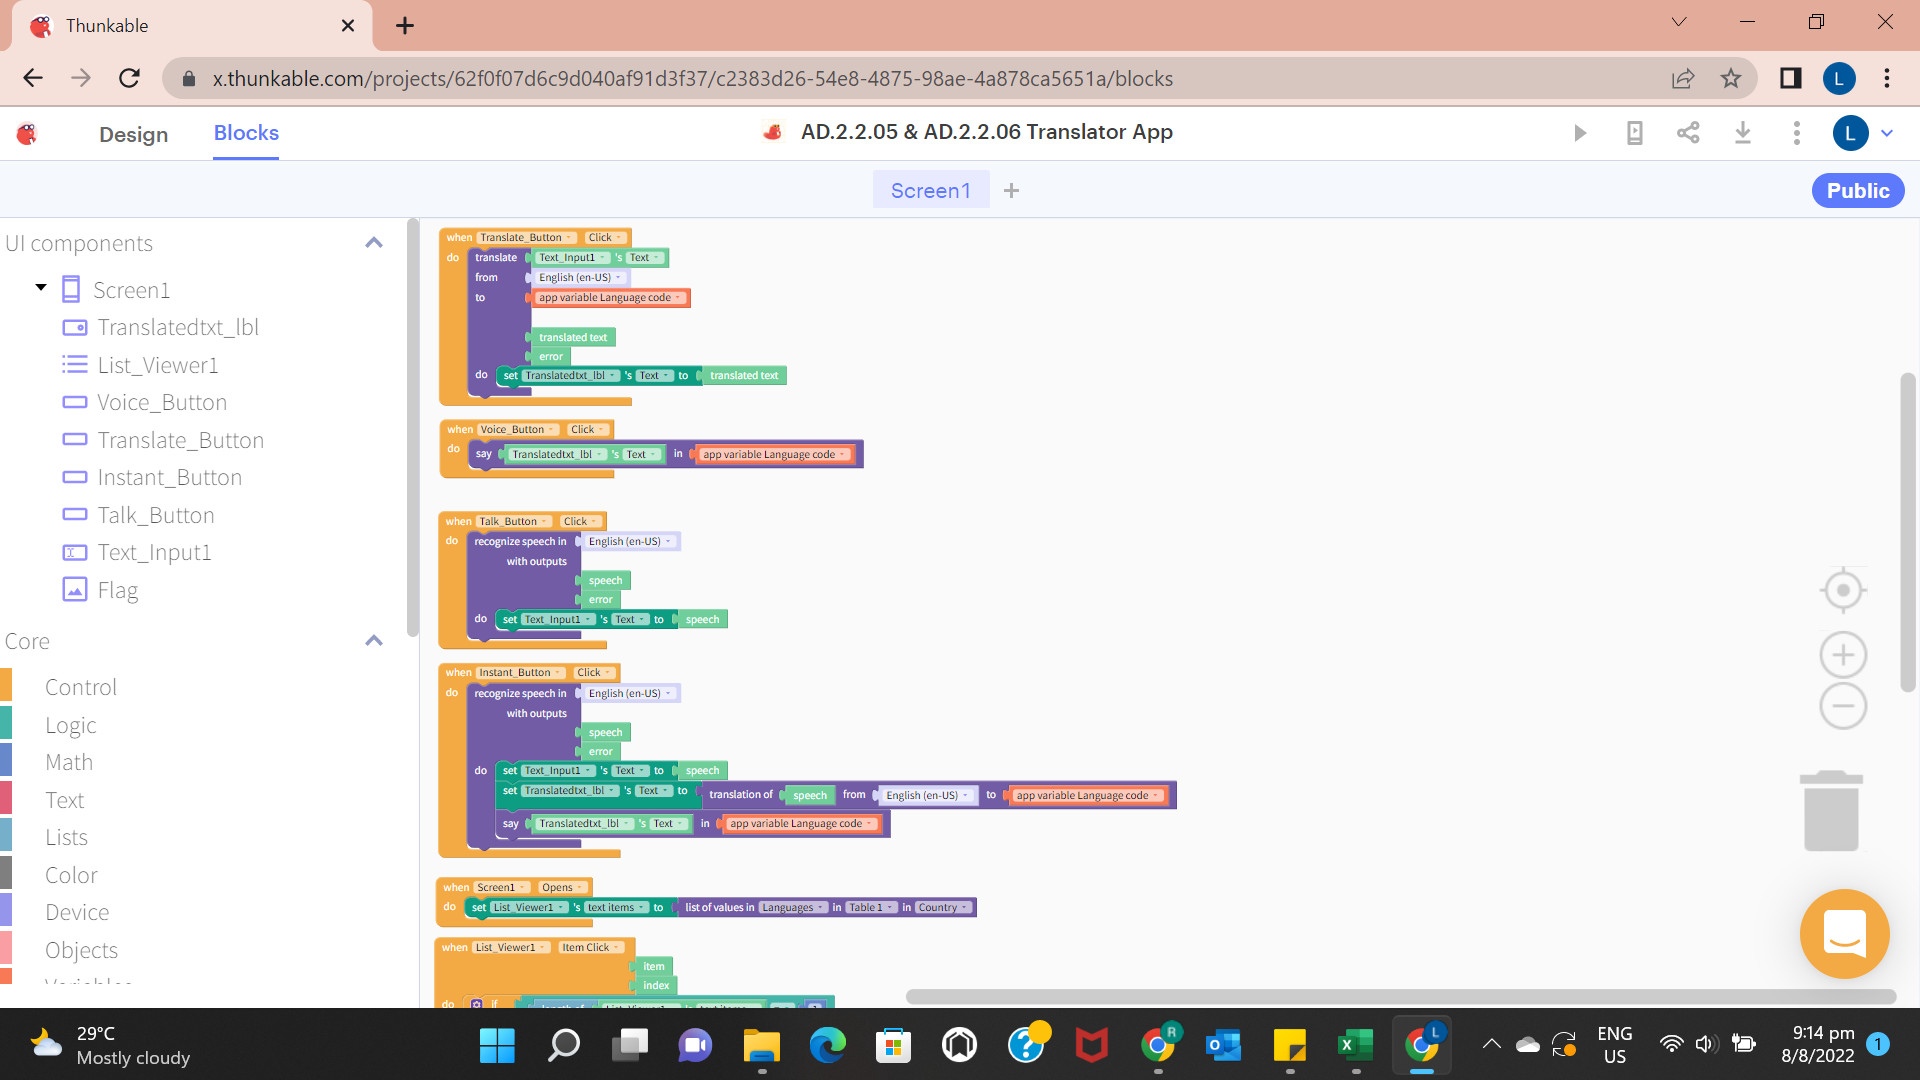 Thunkable
x.thunkable.com/projects/62f0f07d6c9d040af91d3f37/c2383d26-54e8-4875-98ae-4a878ca5651a/blocks
L
Design
Blocks
AD.2.2.05 & AD.2.2.06 Translator App
L
Screen1
Public
UI components
Screen1
Translatedtxt_lbl
List_Viewer1
Voice_Button
Translate_Button
Instant_Button
Talk_Button
Text_Input1
Flag
Core
Control
Logic
Math
Text
Lists
Color
Device
Objects
Variables
when Translate_Button Click
do translate Text_Input1 's Text
from English (en-US)
to app variable Language code
translated text
error
do set Translatedtxt_lbl 's Text to translated text
when Voice_Button Click
do say Translatedtxt_lbl 's Text in app variable Language code
when Talk_Button Click
do recognize speech in English (en-US)
with outputs
speech
error
do set Text_Input1 's Text to speech
when Instant_Button Click
do recognize speech in English (en-US)
with outputs
speech
error
do set Text_Input1 's Text to speech
set Translatedtxt_lbl 's Text to translation of speech from English (en-US) to app variable Language code
say Translatedtxt_lbl 's Text in app variable Language code
when Screen1 Opens
do set List_Viewer1 's text items to list of values in Languages in Table 1 in Country
when List_Viewer1 Item Click
item
index
do if
29°C
Mostly cloudy
R
L
ENG
US
9:14 pm
8/8/2022
1